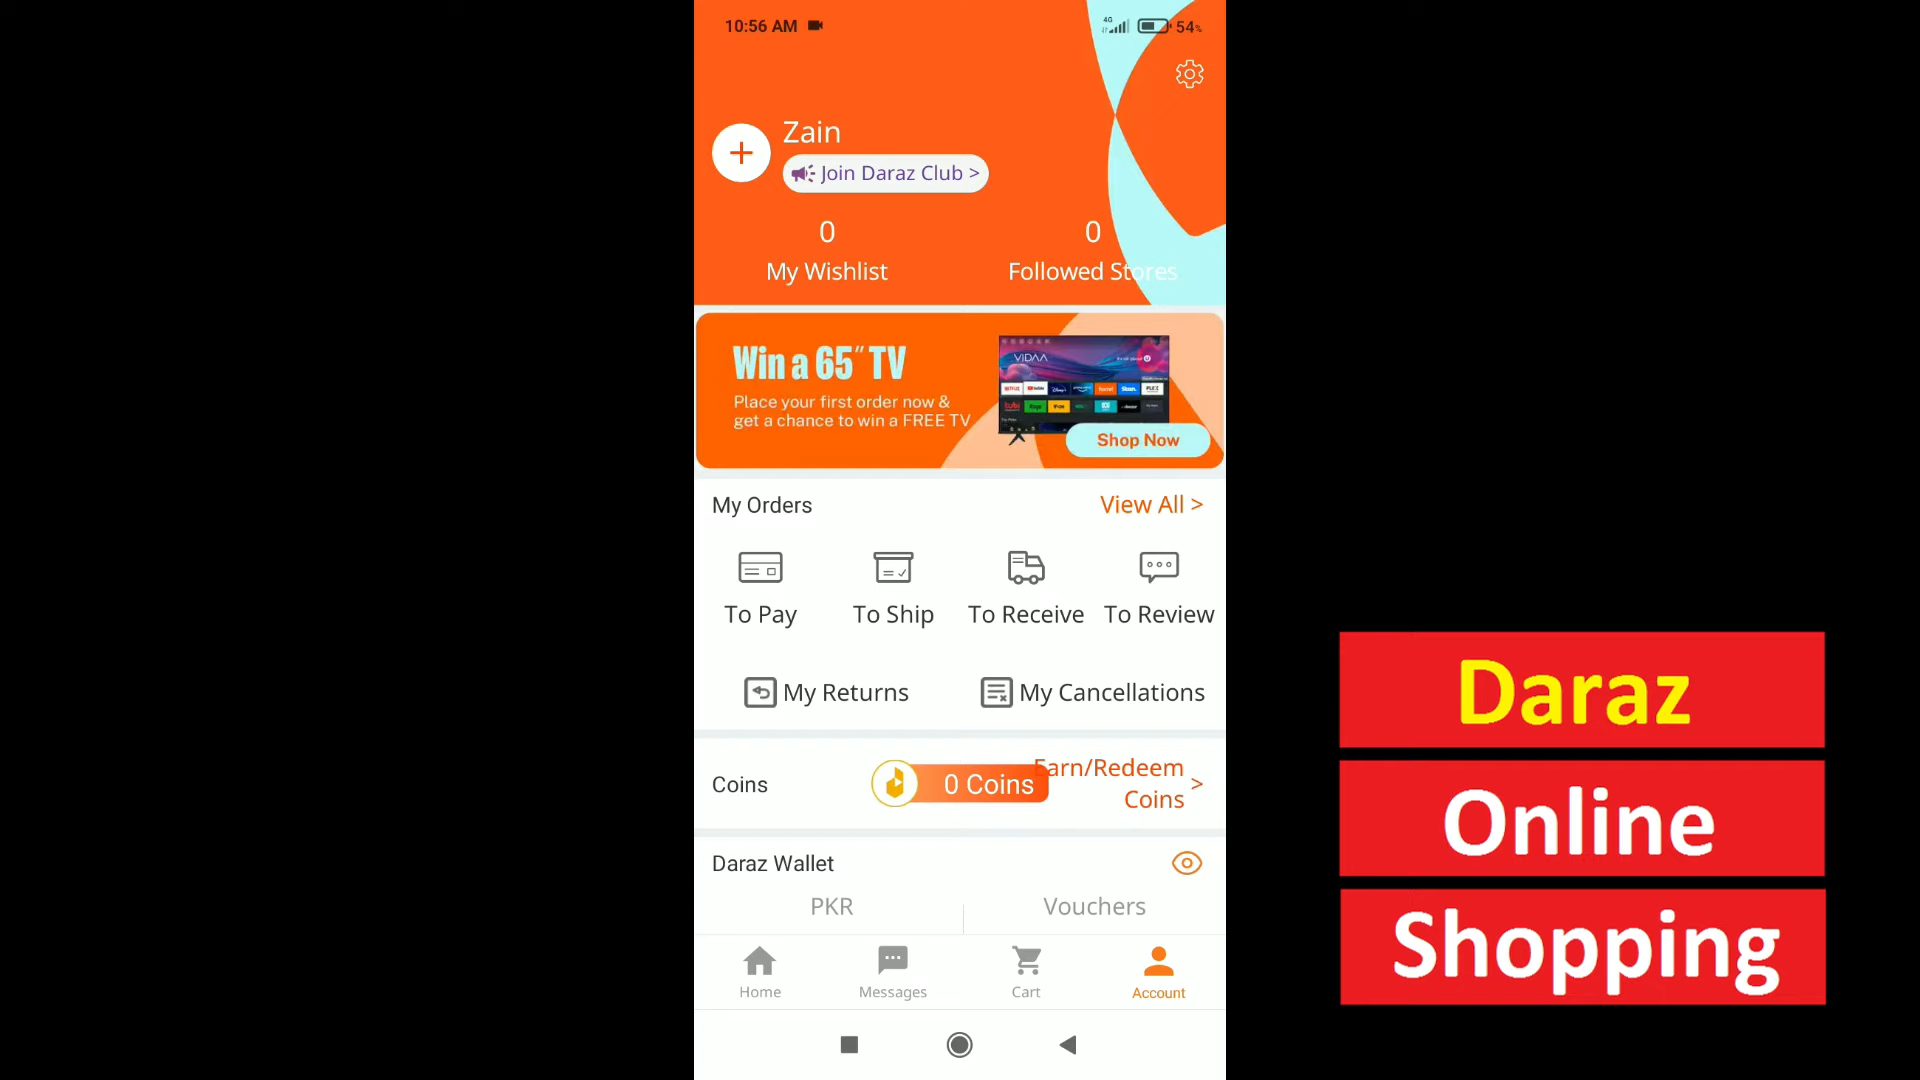 10:56 AM
4G
54%
Zain
Join Daraz Club >
0
My Wishlist
0
Followed Stores
Win a 65" TV
Place your first order now &
get a chance to win a FREE TV
VIDAA
Shop Now
My Orders
View All >
To Pay
To Ship
To Receive
To Review
My Returns
My Cancellations
Coins
0 Coins
Earn/Redeem
Coins >
Daraz Wallet
PKR
Vouchers
Home
Messages
Cart
Account
Daraz
Online
Shopping